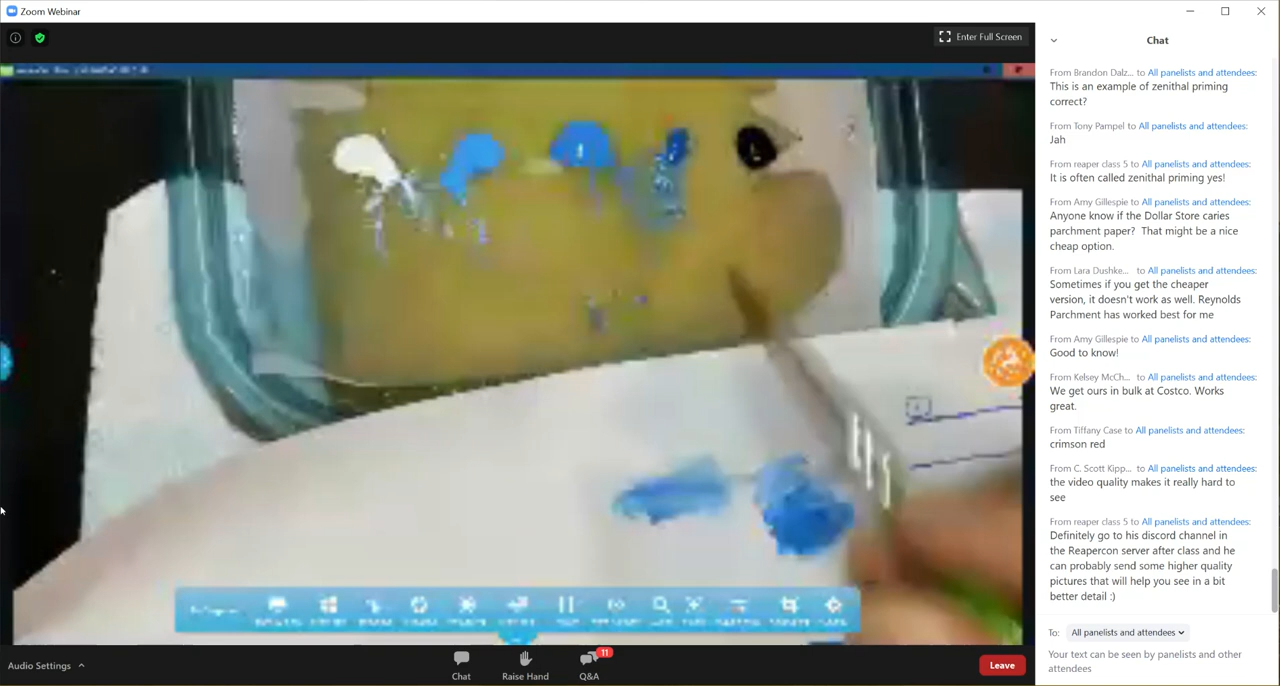 Zoom Webinar
Enter Full Screen
Chat
From Brandon Dalz... to All panelists and attendees:
This is an example of zenithal priming
correct?
From Tony Pampel to All panelists and attendees:
Jah
From reaper class 5 to All panelists and attendees:
It is often called zenithal priming yes!
From Amy Gillespie to All panelists and attendees:
Anyone know if the Dollar Store caries
parchment paper?  That might be a nice
cheap option.
From Lara Dushke... to All panelists and attendees:
Sometimes if you get the cheaper
version, it doesn't work as well. Reynolds
Parchment has worked best for me
From Amy Gillespie to All panelists and attendees:
Good to know!
From Kelsey McCh... to All panelists and attendees:
We get ours in bulk at Costco. Works
great.
From Tiffany Case to All panelists and attendees:
crimson red
From C. Scott Kipp... to All panelists and attendees:
the video quality makes it really hard to
see
From reaper class 5 to All panelists and attendees:
Definitely go to his discord channel in
the Reapercon server after class and he
can probably send some higher quality
pictures that will help you see in a bit
better detail :)
To: All panelists and attendees
Your text can be seen by panelists and other
attendees
Audio Settings
Chat
Raise Hand
11
Q&A
Leave